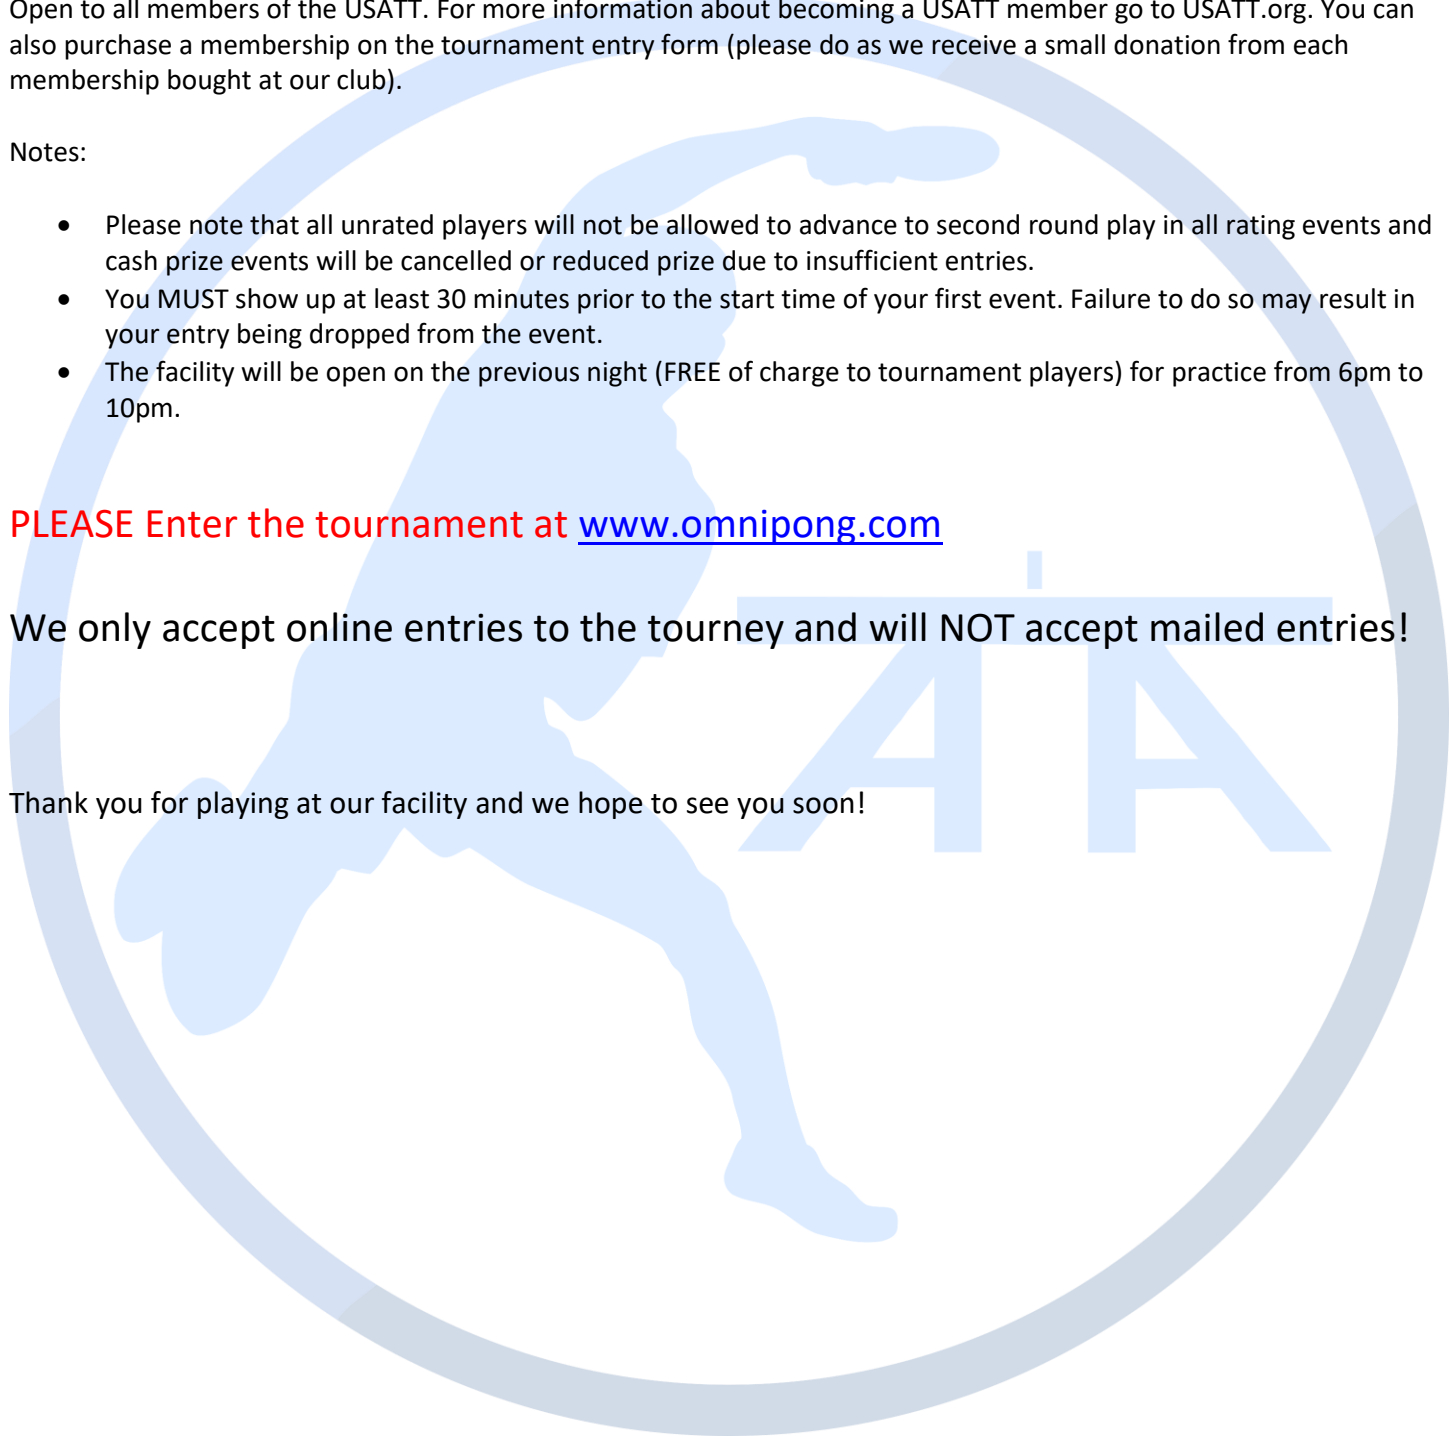 Open to all members of the USATT. For more information about becoming a USATT member go to USATT.org. You can
also purchase a membership on the tournament entry form (please do as we receive a small donation from each
membership bought at our club).
Notes:
• Please note that all unrated players will not be allowed to advance to second round play in all rating events and
cash prize events will be cancelled or reduced prize due to insufficient entries.
• You MUST show up at least 30 minutes prior to the start time of your first event. Failure to do so may result in
your entry being dropped from the event.
• The facility will be open on the previous night (FREE of charge to tournament players) for practice from 6pm to
10pm.
PLEASE Enter the tournament at www.omnipong.com
We only accept online entries to the tourney and will NOT accept mailed entries!
Thank you for playing at our facility and we hope to see you soon!